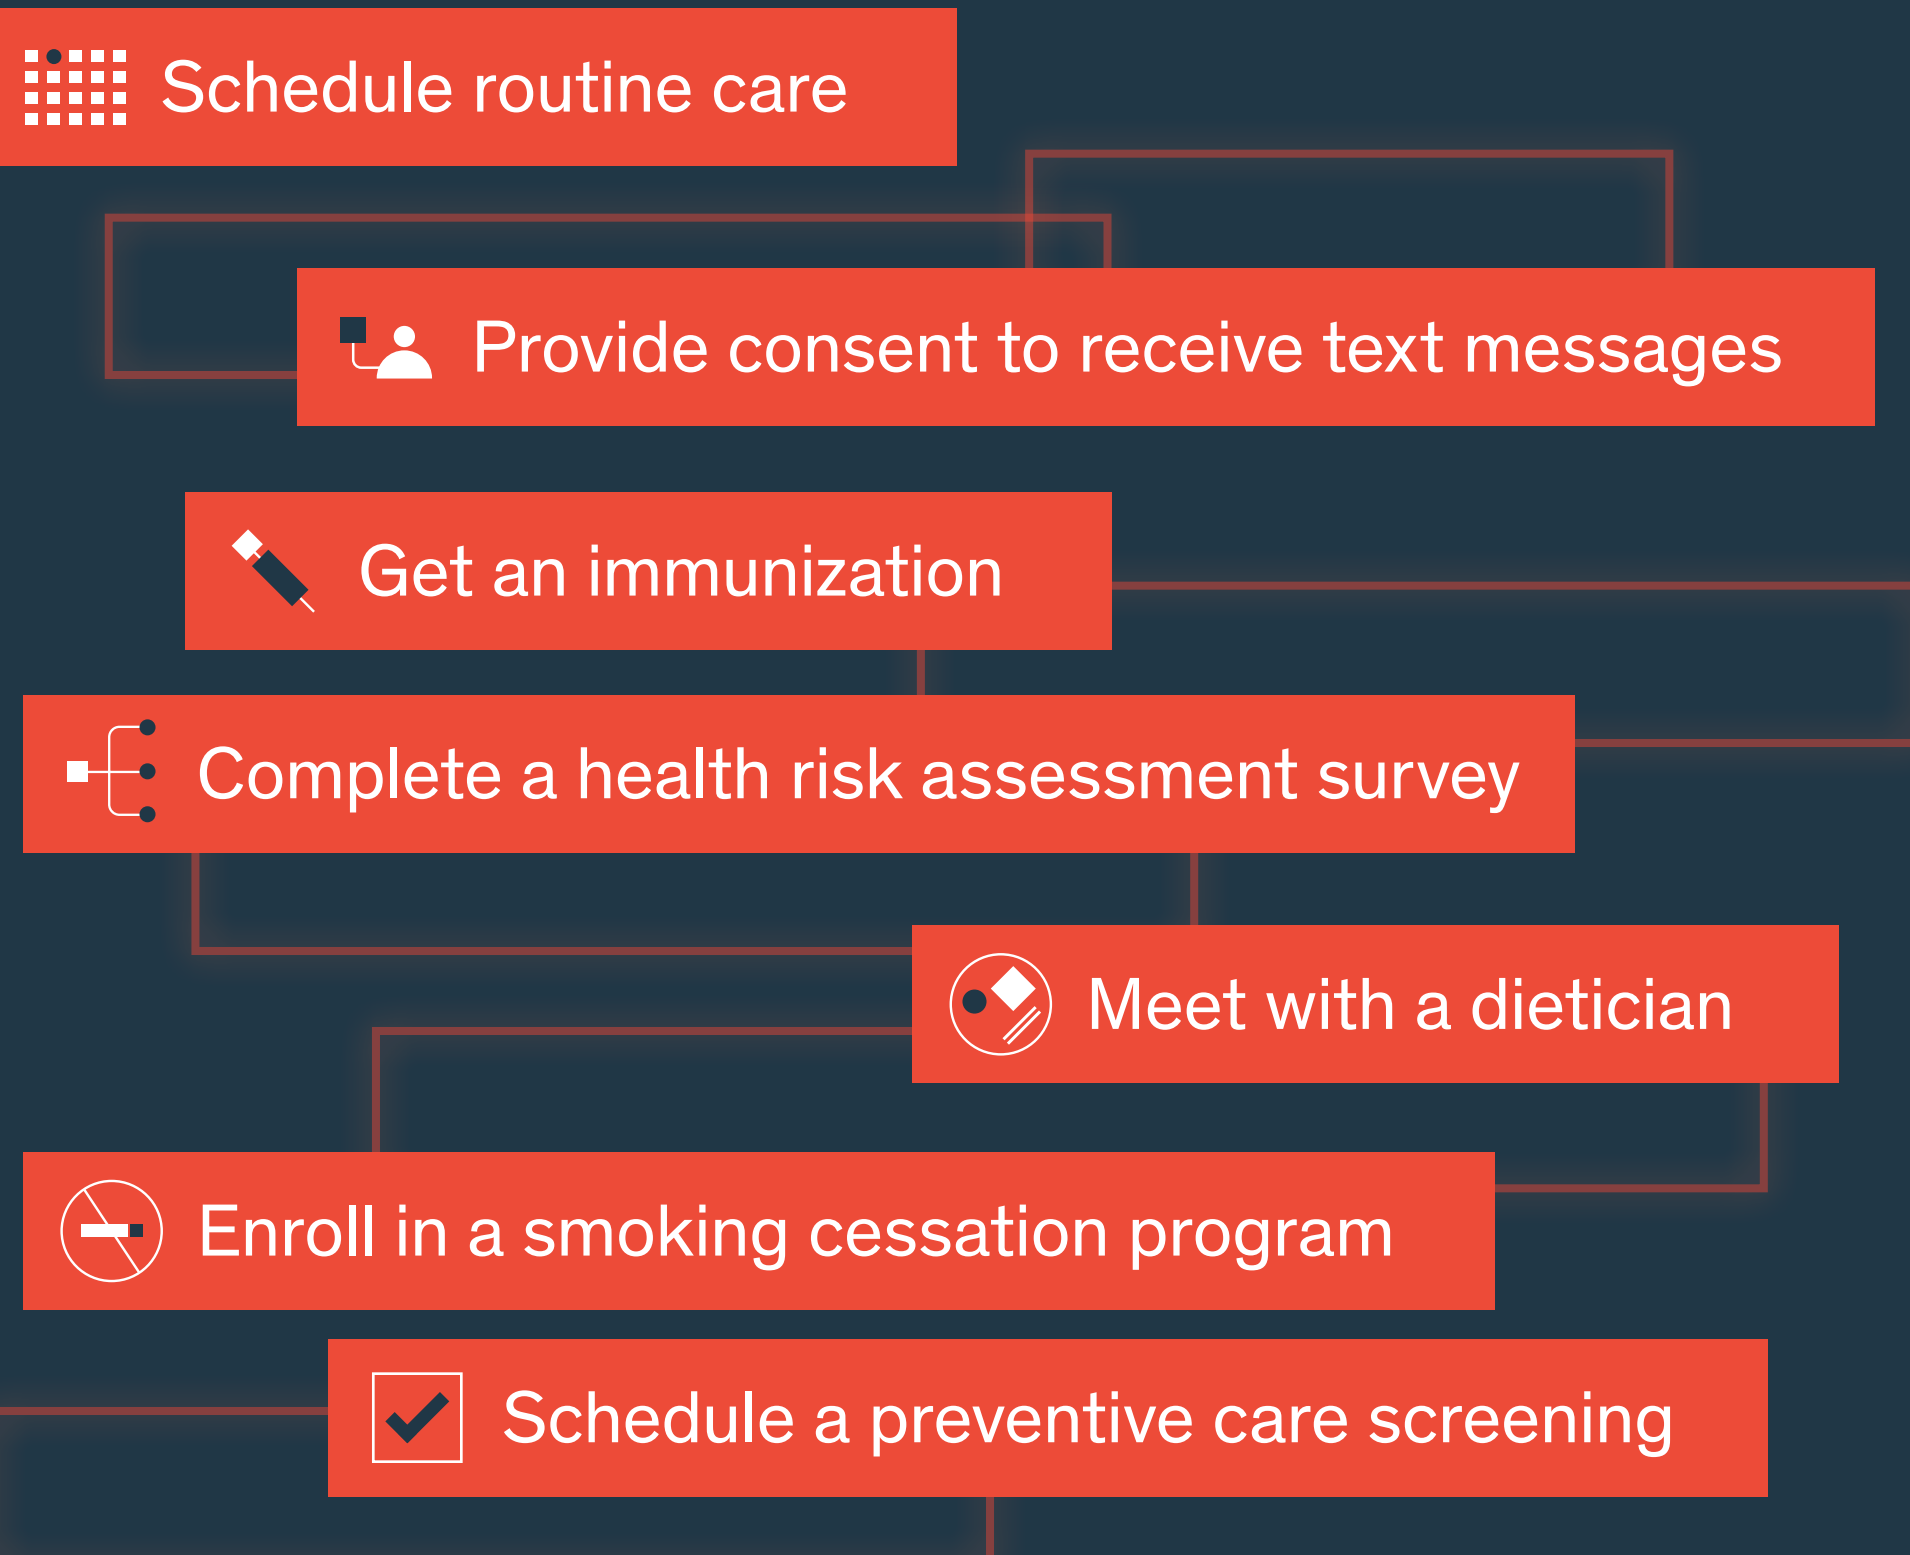 Schedule routine care
Provide consent to receive text messages
Get an immunization
Complete a health risk assessment survey
Meet with a dietician
Enroll in a smoking cessation program
Schedule a preventive care screening